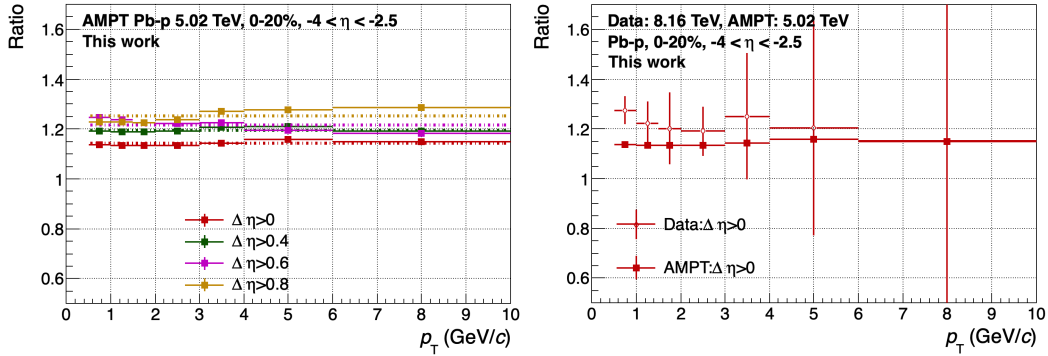 AMPT Pb-p 5.02 TeV, 0-20%, -4 < η < -2.5
This work
Ratio
1.6
1.4
1.2
1
0.8
0.6
Δ η>0
Δ η>0.4
Δ η>0.6
Δ η>0.8
0 1 2 3 4 5 6 7 8 9 10
p_T (GeV/c)
Data: 8.16 TeV, AMPT: 5.02 TeV
Pb-p, 0-20%, -4 < η < -2.5
This work
Ratio
1.6
1.4
1.2
1
0.8
0.6
Data:Δ η>0
AMPT:Δ η>0
0 1 2 3 4 5 6 7 8 9 10
p_T (GeV/c)